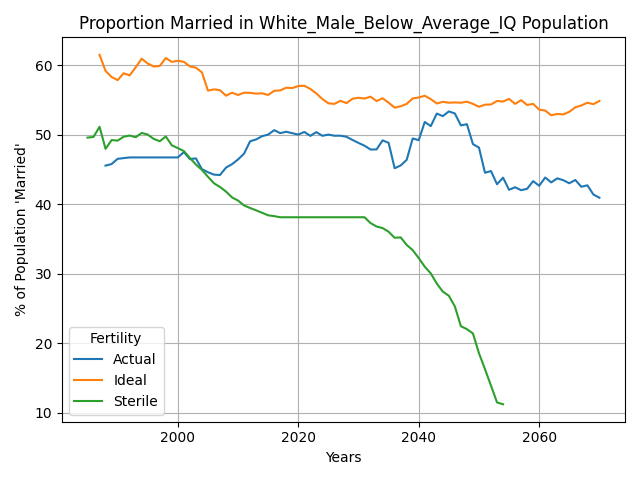 Proportion Married in White_Male_Below_Average_IQ Population
% of Population 'Married'
60
50
40
30
20
10
Fertility
Actual
Ideal
Sterile
2000 2020 2040 2060
Years